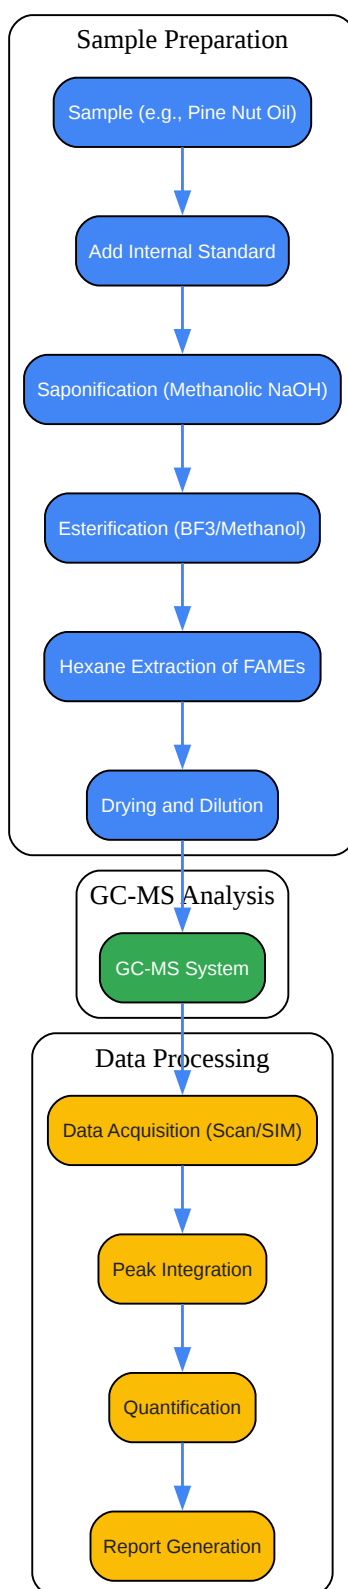 Sample Preparation
Sample (e.g., Pine Nut Oil)
Add Internal Standard
Saponification (Methanolic NaOH)
Esterification (BF3/Methanol)
Hexane Extraction of FAMEs
Drying and Dilution
GC-MS Analysis
GC-MS System
Data Processing
Data Acquisition (Scan/SIM)
Peak Integration
Quantification
Report Generation